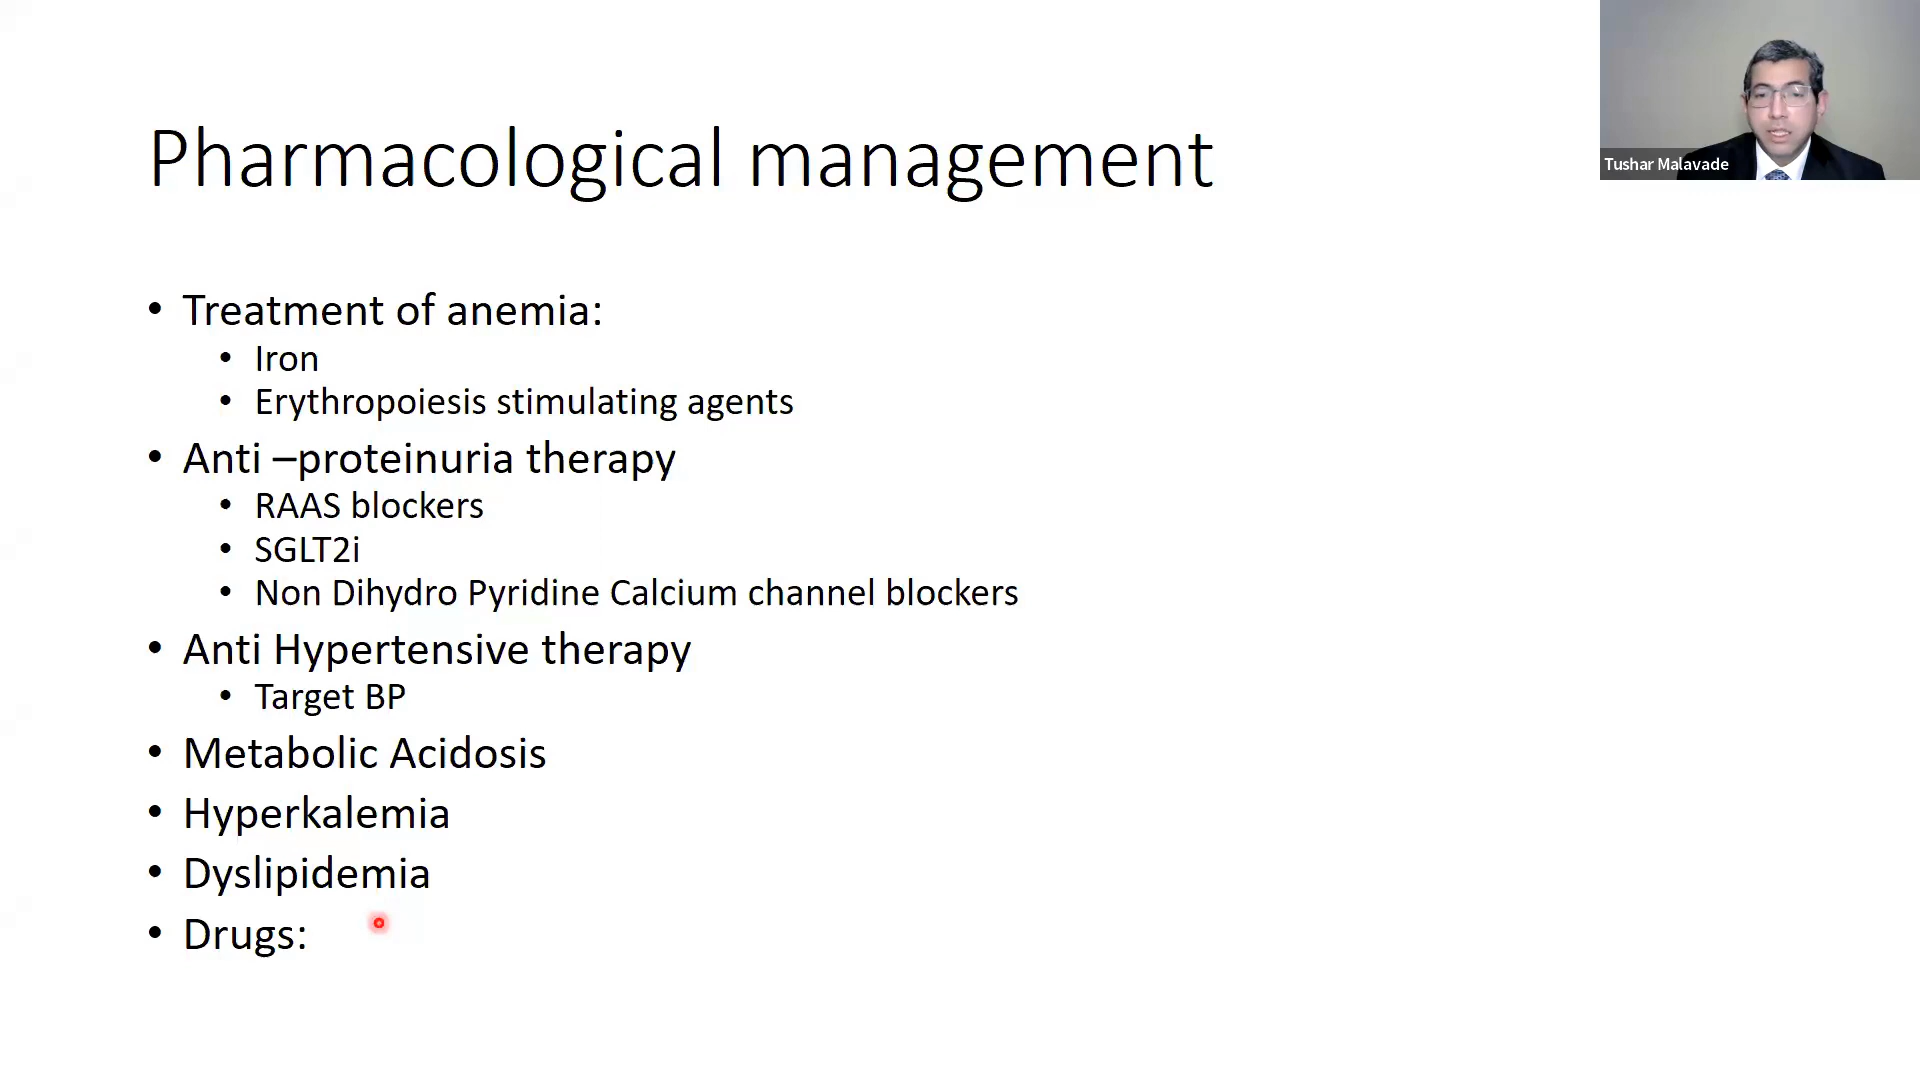 Pharmacological management
Tushar Malavade
• Treatment of anemia:
• Iron
• Erythropoiesis stimulating agents
• Anti –proteinuria therapy
• RAAS blockers
• SGLT2i
• Non Dihydro Pyridine Calcium channel blockers
• Anti Hypertensive therapy
• Target BP
• Metabolic Acidosis
• Hyperkalemia
• Dyslipidemia
• Drugs: